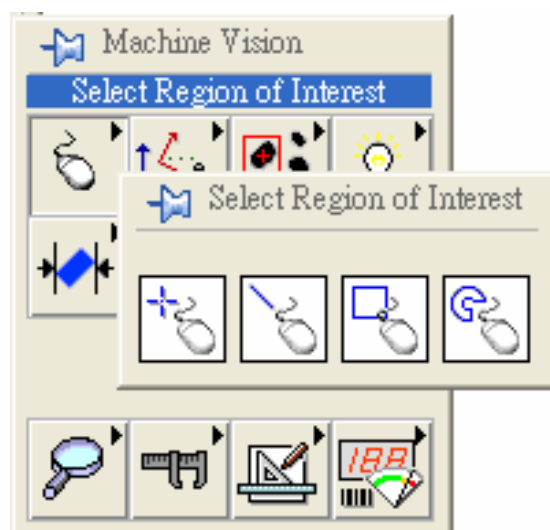 Machine Vision
Select Region of Interest
Select Region of Interest
188